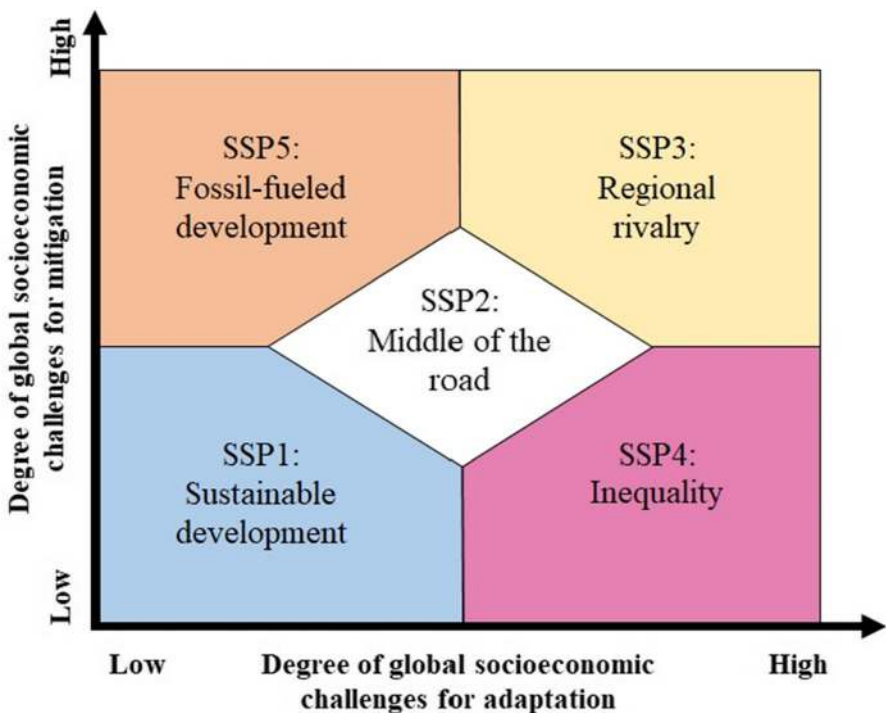 High
SSP5:
Fossil-fueled
development
SSP3:
Regional
rivalry
SSP2:
Middle of the
road
SSP1:
Sustainable
development
SSP4:
Inequality
Degree of global socioeconomic
challenges for mitigation
Low
Low
Degree of global socioeconomic
challenges for adaptation
High